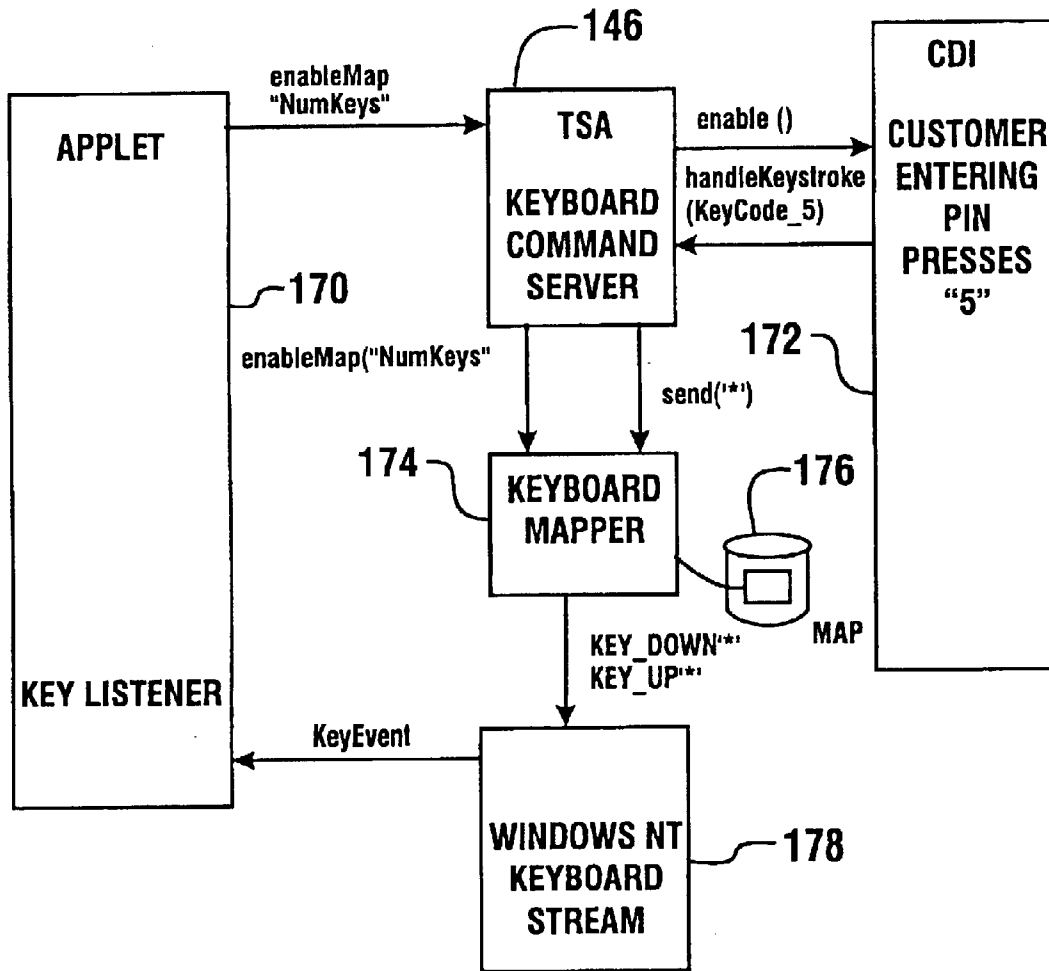 146
enableMap
"NumKeys"
APPLET
TSA
KEYBOARD
COMMAND
SERVER
enable ()
handleKeystroke
(KeyCode_5)
CDI
CUSTOMER
ENTERING
PIN
PRESSES
“5”
170
172
enableMap("NumKeys"
send('*')
174
KEYBOARD
MAPPER
176
MAP
KEY_DOWN'*'
KEY_UP'*'
KEY LISTENER
KeyEvent
WINDOWS NT
KEYBOARD
STREAM
178